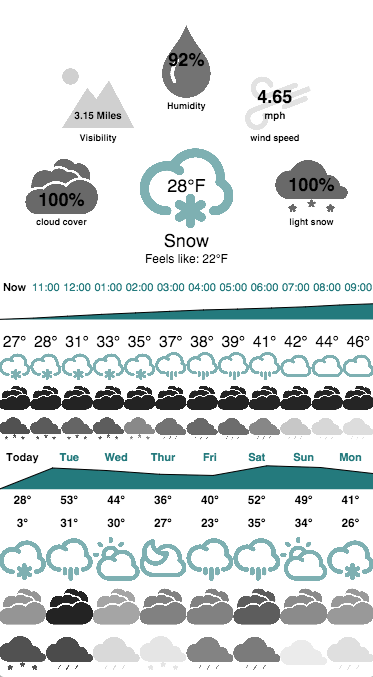 92%
Humidity
3.15 Miles
Visibility
4.65
mph
wind speed
100%
cloud cover
28°F
100%
light snow
Snow
Feels like: 22°F
Now 11:00 12:00 01:00 02:00 03:00 04:00 05:00 06:00 07:00 08:00 09:00
27° 28° 31° 33° 35° 37° 38° 39° 41° 42° 44° 46°
Today Tue Wed Thur Fri Sat Sun Mon
28° 53° 44° 36° 40° 52° 49° 41°
3° 31° 30° 27° 23° 35° 34° 26°